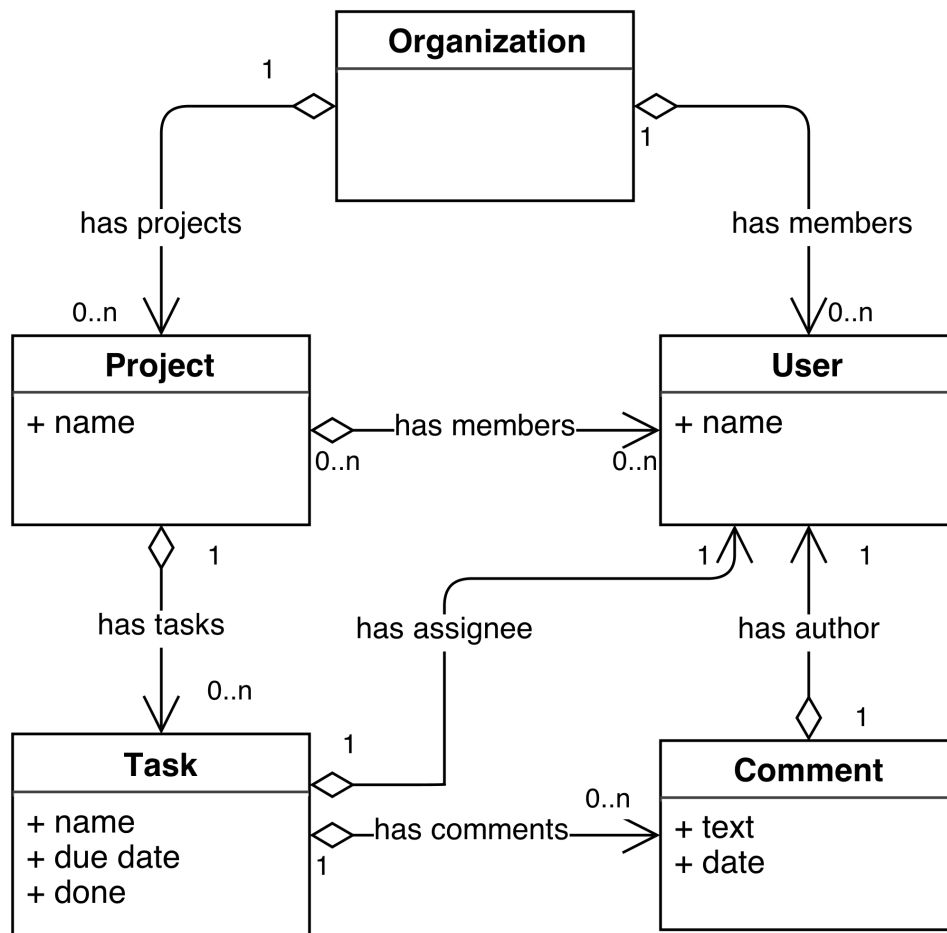 Organization
1
1
has projects
has members
0..n
0..n
Project
User
+ name
has members
+ name
0..n
0..n
1
1
1
has tasks
has assignee
has author
0..n
1
1
Task
Comment
+ name
+ due date
+ done
0..n
has comments
1
+ text
+ date